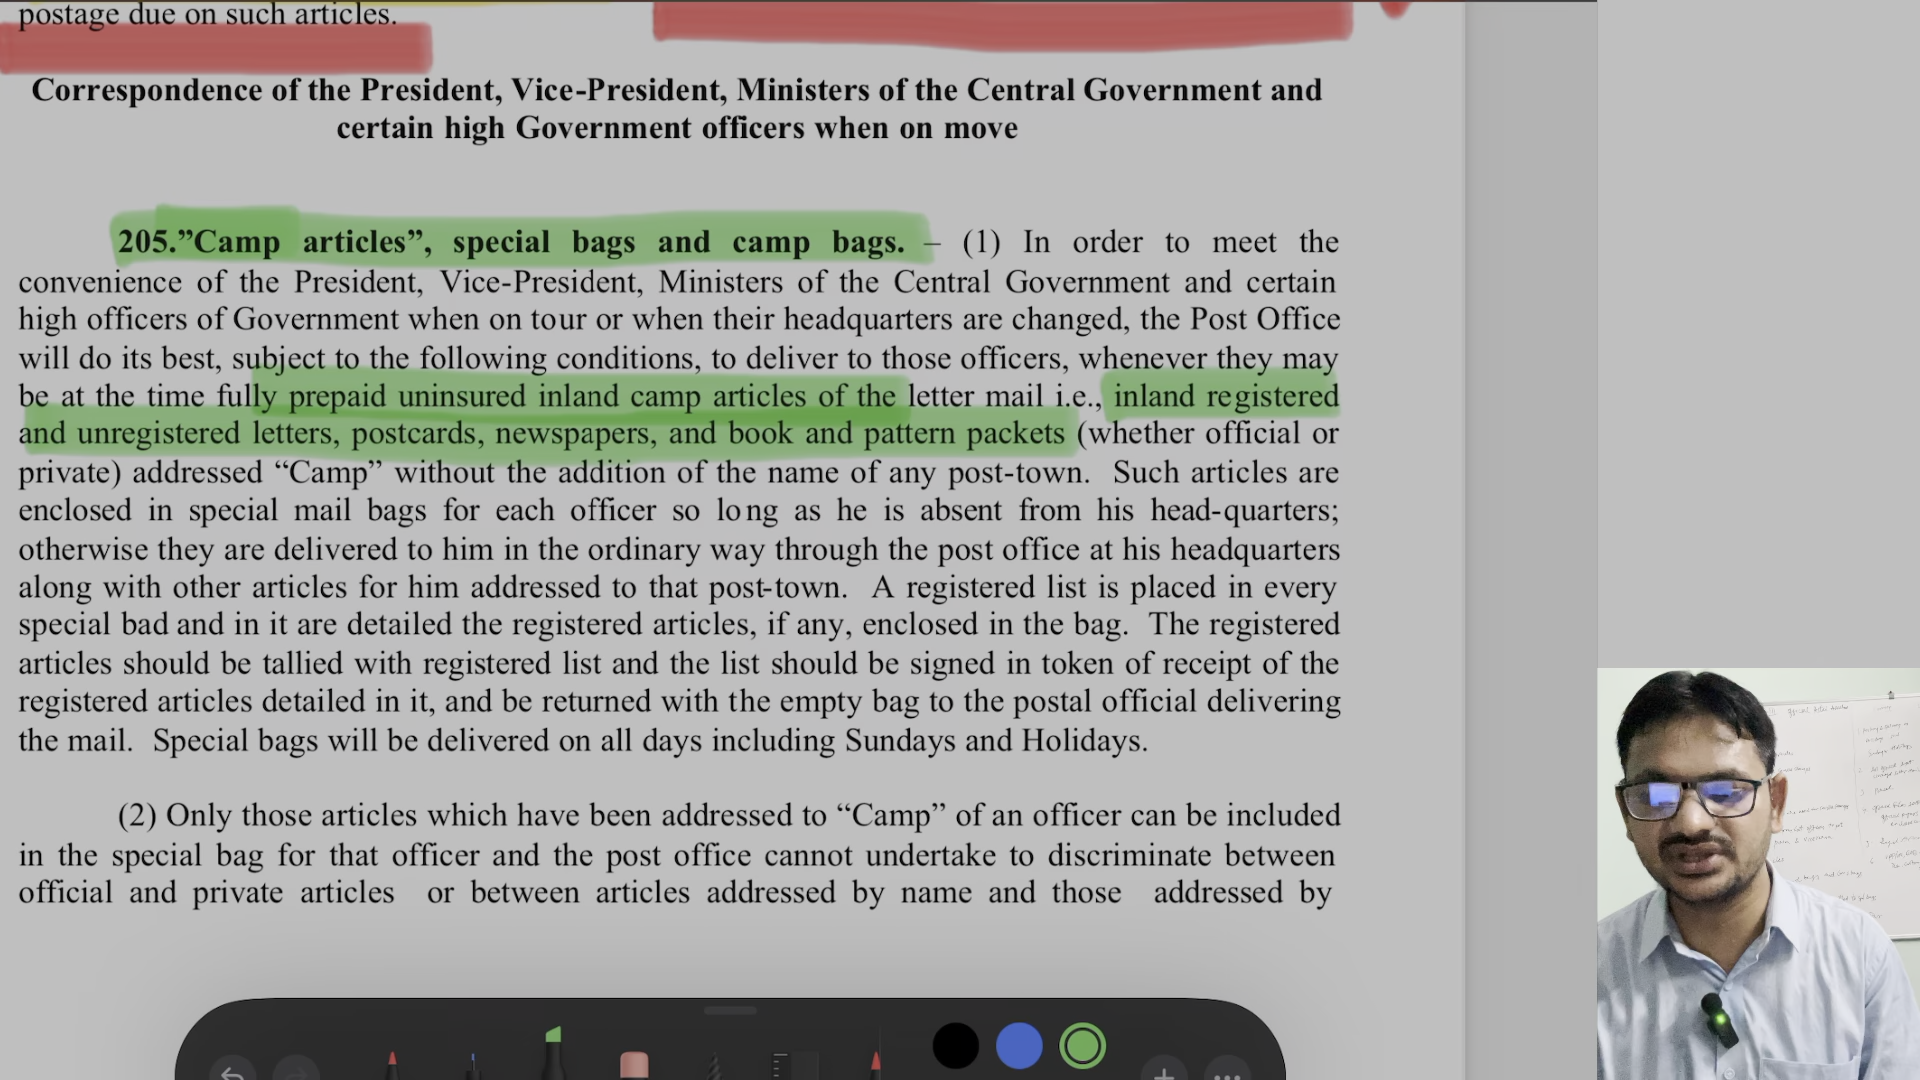 postage due on such articles.
Correspondence of the President, Vice-President, Ministers of the Central Government and
certain high Government officers when on move
205.”Camp articles”, special bags and camp bags. – (1) In order to meet the
convenience of the President, Vice-President, Ministers of the Central Government and certain
high officers of Government when on tour or when their headquarters are changed, the Post Office
will do its best, subject to the following conditions, to deliver to those officers, whenever they may
be at the time fully prepaid uninsured inland camp articles of the letter mail i.e., inland registered
and unregistered letters, postcards, newspapers, and book and pattern packets (whether official or
private) addressed “Camp” without the addition of the name of any post-town. Such articles are
enclosed in special mail bags for each officer so long as he is absent from his head-quarters;
otherwise they are delivered to him in the ordinary way through the post office at his headquarters
along with other articles for him addressed to that post-town. A registered list is placed in every
special bad and in it are detailed the registered articles, if any, enclosed in the bag. The registered
articles should be tallied with registered list and the list should be signed in token of receipt of the
registered articles detailed in it, and be returned with the empty bag to the postal official delivering
the mail. Special bags will be delivered on all days including Sundays and Holidays.
(2) Only those articles which have been addressed to “Camp” of an officer can be included
in the special bag for that officer and the post office cannot undertake to discriminate between
official and private articles or between articles addressed by name and those addressed by